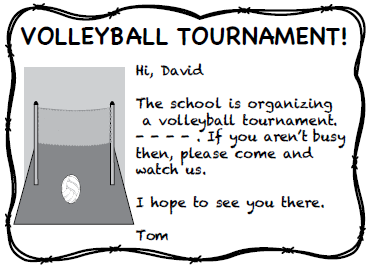 VOLLEYBALL TOURNAMENT!
Hi, David
The school is organizing
a volleyball tournament.
- - - - . If you aren't busy
then, please come and
watch us.
I hope to see you there.
Tom